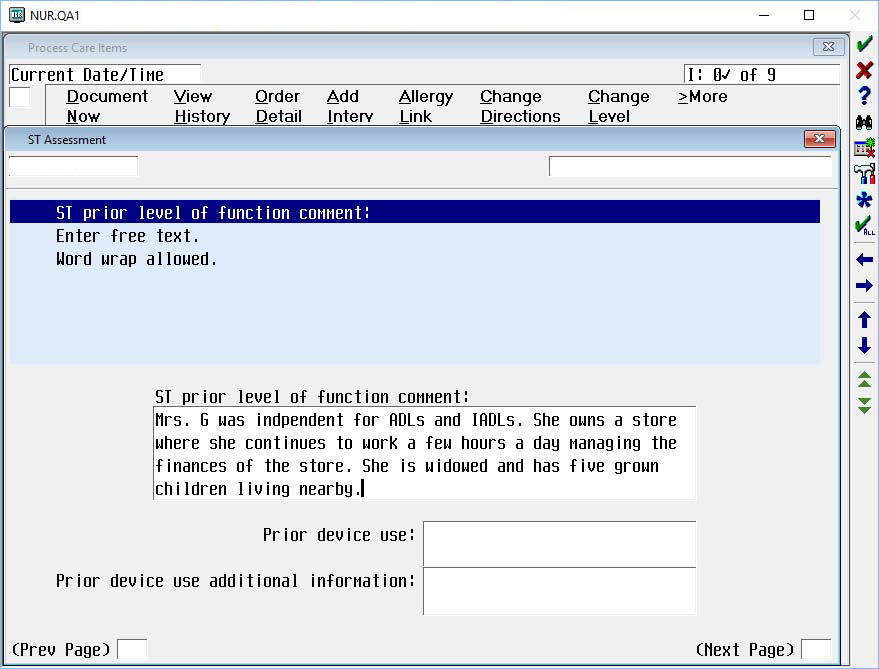 NUR.QA1
Process Care Items
Current Date/Time
I: 0✓ of 9
Document Now
View History
Order Detail
Add Interv
Allergy Link
Change Directions
Change Level
>More
ST Assessment
ST prior level of function comment:
Enter free text.
Word wrap allowed.
ST prior level of function comment:
Mrs. G was indpendent for ADLs and IADLs. She owns a store
where she continues to work a few hours a day managing the
finances of the store. She is widowed and has five grown
children living nearby.
Prior device use:
Prior device use additional information:
(Prev Page)
(Next Page)
ALL